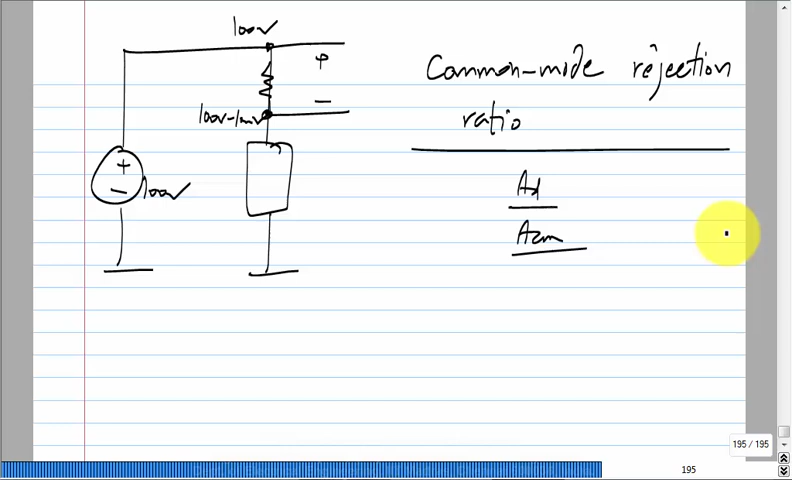 100V
+
−
100V-1mV
+
−
100V
Common-mode rejection
ratio
Ad
Acm
195 / 195
195